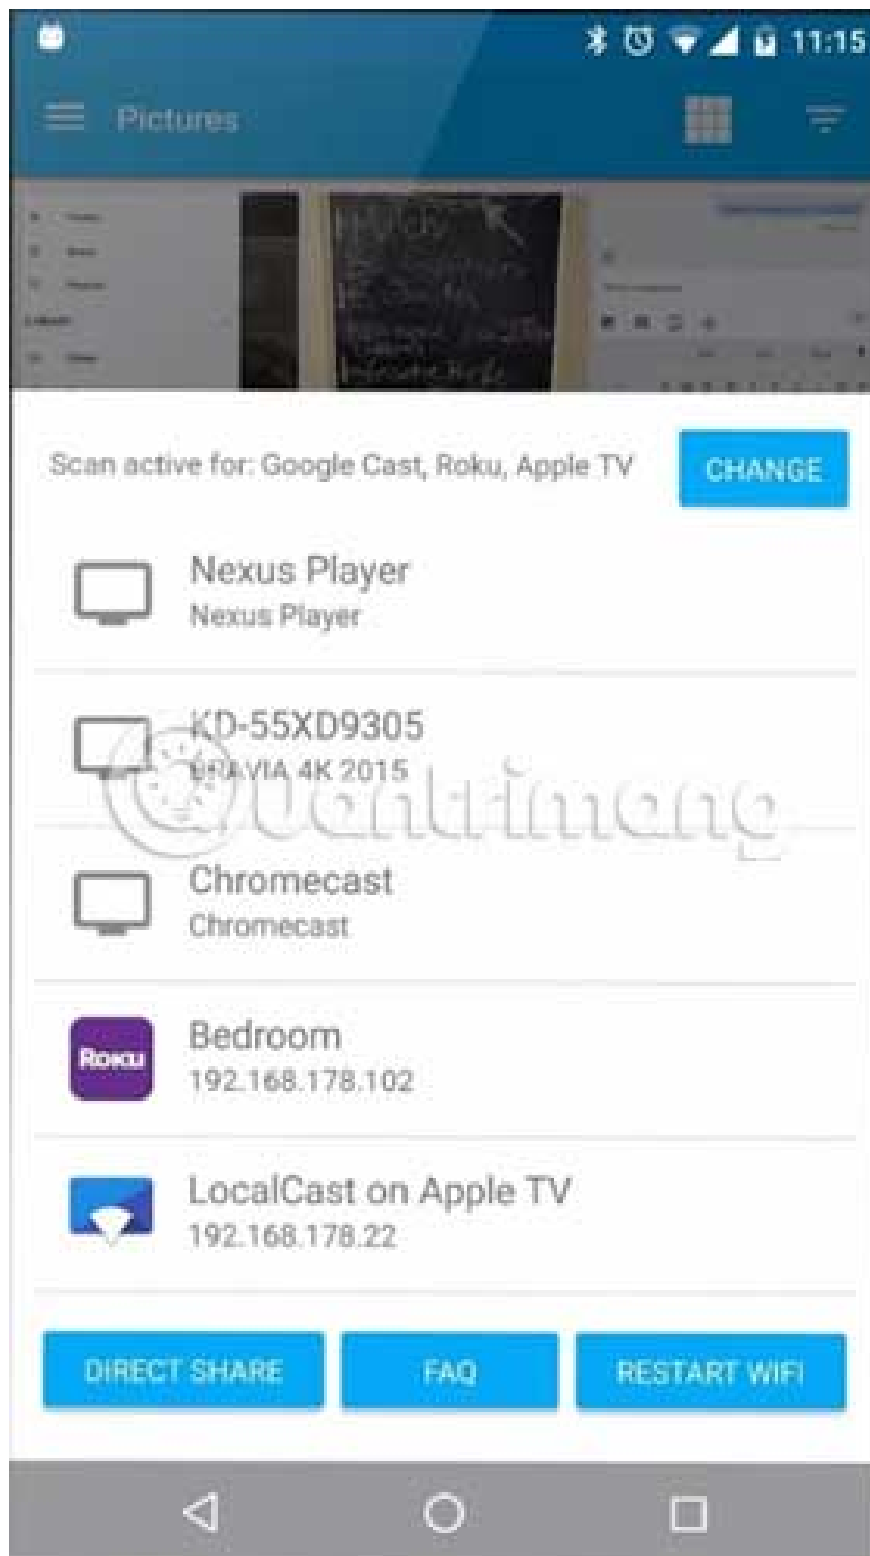 11:15
Pictures
Scan active for: Google Cast, Roku, Apple TV
CHANGE
Nexus Player
Nexus Player
KD-55XD9305
BRAVIA 4K 2015
Quantrimang
Chromecast
Chromecast
ROKU
Bedroom
192.168.178.102
LocalCast on Apple TV
192.168.178.22
DIRECT SHARE
FAQ
RESTART WIFI